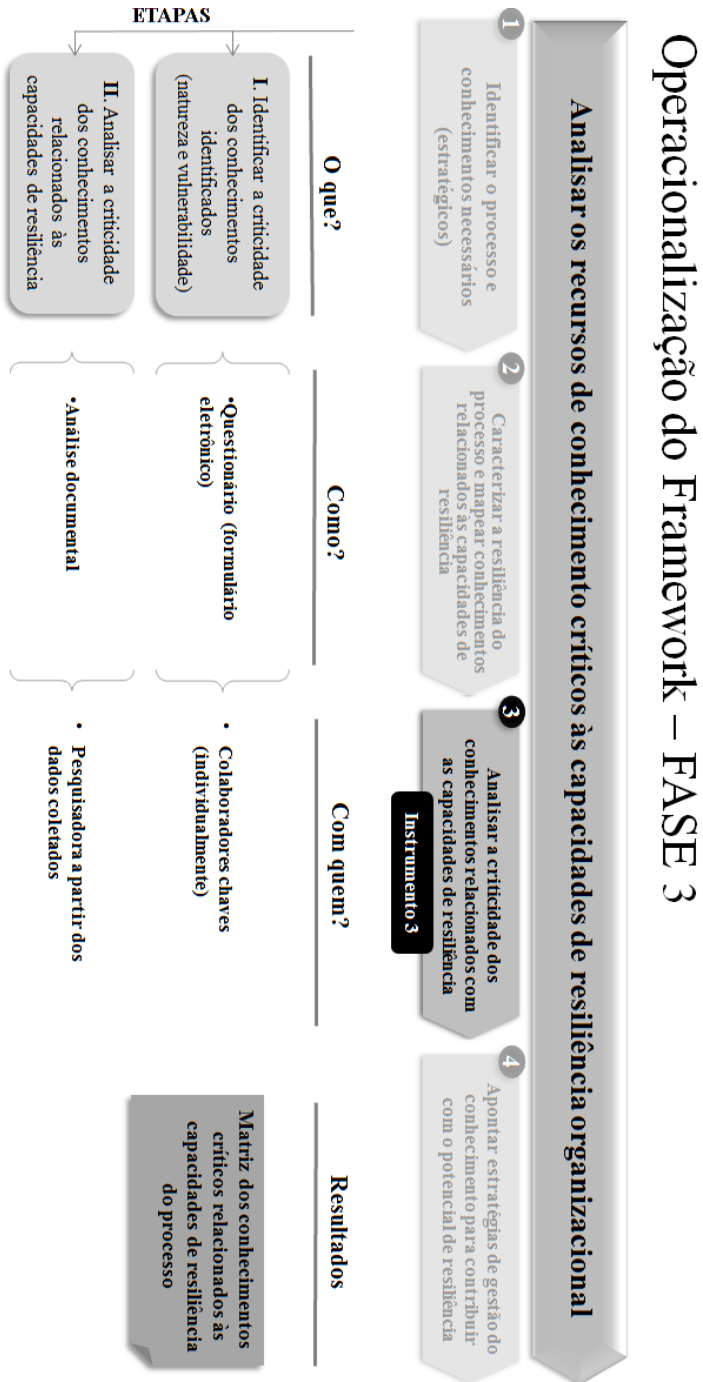 Operacionalização do Framework – FASE 3
Analisar os recursos de conhecimento críticos às capacidades de resiliência organizacional
1
Identificar o processo e
conhecimentos necessários
(estratégicos)
2
Caracterizar a resiliência do
processo e mapear conhecimentos
relacionados às capacidades de
resiliência
3
Analisar a criticidade dos
conhecimentos relacionados com
as capacidades de resiliência
Instrumento 3
4
Apontar estratégias de gestão do
conhecimento para contribuir
com o potencial de resiliência
O que?
Como?
Com quem?
Resultados
ETAPAS
I. Identificar a criticidade
dos conhecimentos
identificados
(natureza e vulnerabilidade)
•Questionário (formulário
eletrônico)
• Colaboradores chaves
(individualmente)
Matriz dos conhecimentos
críticos relacionados às
capacidades de resiliência
do processo
II. Analisar a criticidade
dos conhecimentos
relacionados às
capacidades de resiliência
•Análise documental
• Pesquisadora a partir dos
dados coletados